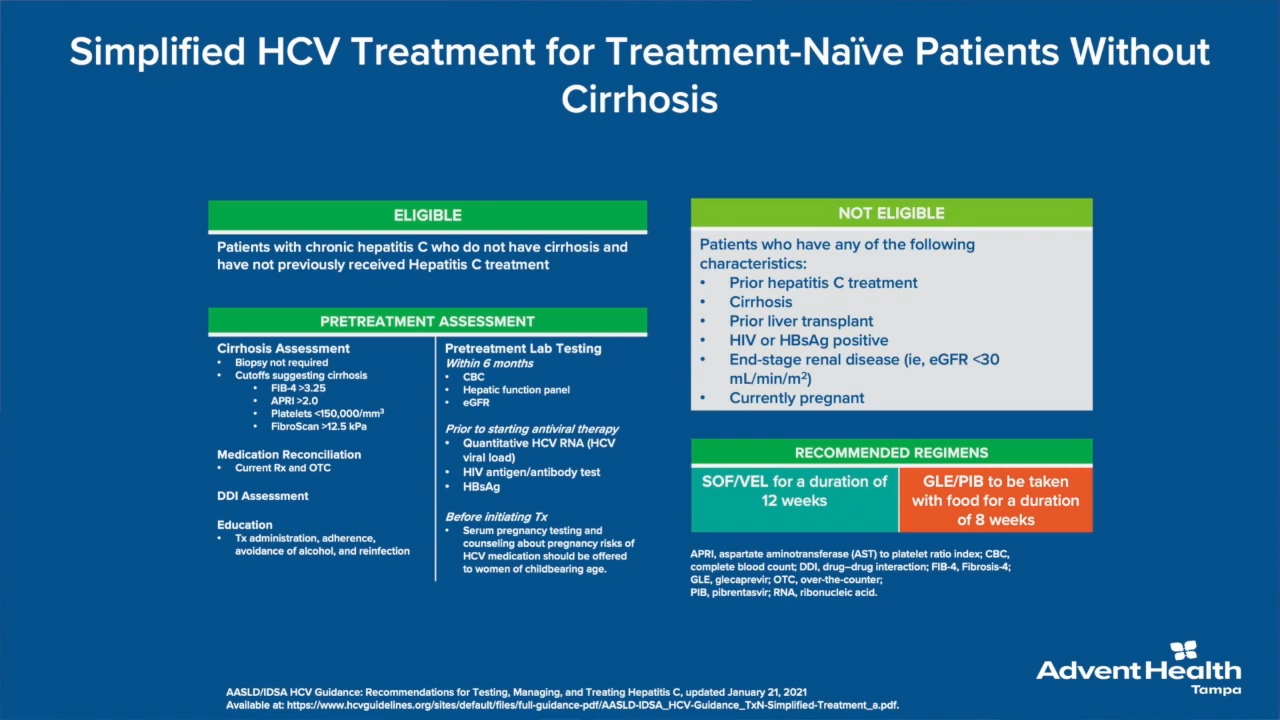 Simplified HCV Treatment for Treatment-Naïve Patients Without
Cirrhosis
ELIGIBLE
Patients with chronic hepatitis C who do not have cirrhosis and
have not previously received Hepatitis C treatment
PRETREATMENT ASSESSMENT
Cirrhosis Assessment
• Biopsy not required
• Cutoffs suggesting cirrhosis
• FIB-4 >3.25
• APRI >2.0
• Platelets <150,000/mm³
• FibroScan >12.5 kPa
Medication Reconciliation
• Current Rx and OTC
DDI Assessment
Education
• Tx administration, adherence,
avoidance of alcohol, and reinfection
Pretreatment Lab Testing
Within 6 months
• CBC
• Hepatic function panel
• eGFR
Prior to starting antiviral therapy
• Quantitative HCV RNA (HCV
viral load)
• HIV antigen/antibody test
• HBsAg
Before initiating Tx
• Serum pregnancy testing and
counseling about pregnancy risks of
HCV medication should be offered
to women of childbearing age.
NOT ELIGIBLE
Patients who have any of the following
characteristics:
• Prior hepatitis C treatment
• Cirrhosis
• Prior liver transplant
• HIV or HBsAg positive
• End-stage renal disease (ie, eGFR <30
mL/min/m²)
• Currently pregnant
RECOMMENDED REGIMENS
SOF/VEL for a duration of
12 weeks
GLE/PIB to be taken
with food for a duration
of 8 weeks
APRI, aspartate aminotransferase (AST) to platelet ratio index; CBC,
complete blood count; DDI, drug–drug interaction; FIB-4, Fibrosis-4;
GLE, glecaprevir; OTC, over-the-counter;
PIB, pibrentasvir; RNA, ribonucleic acid.
AdventHealth
Tampa
AASLD/IDSA HCV Guidance: Recommendations for Testing, Managing, and Treating Hepatitis C, updated January 21, 2021
Available at: https://www.hcvguidelines.org/sites/default/files/full-guidance-pdf/AASLD-IDSA_HCV-Guidance_TxN-Simplified-Treatment_a.pdf.